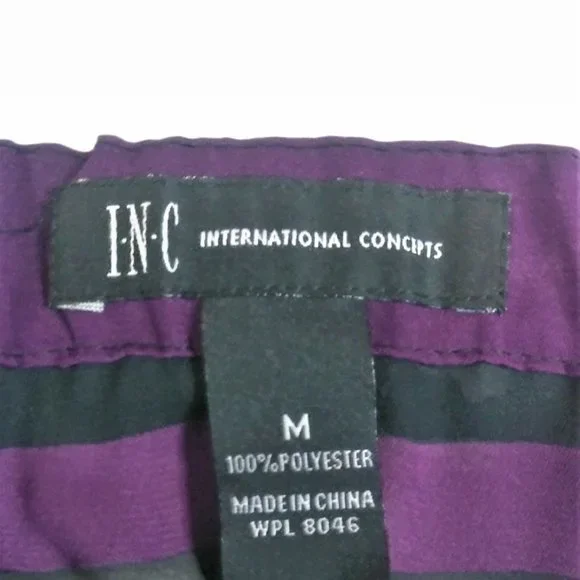 I·N·C INTERNATIONAL CONCEPTS
M
100%POLYESTER
MADE IN CHINA
WPL 8046